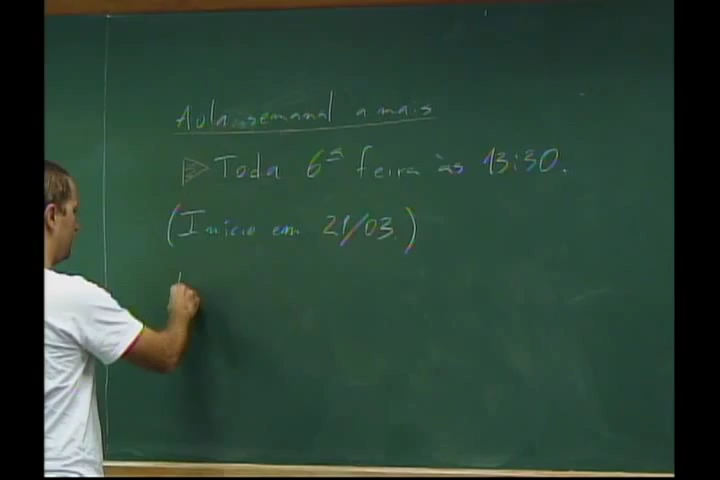 Aula semanal a mais
Toda 6ª feira às 13:30.
(Início em 21/03.)